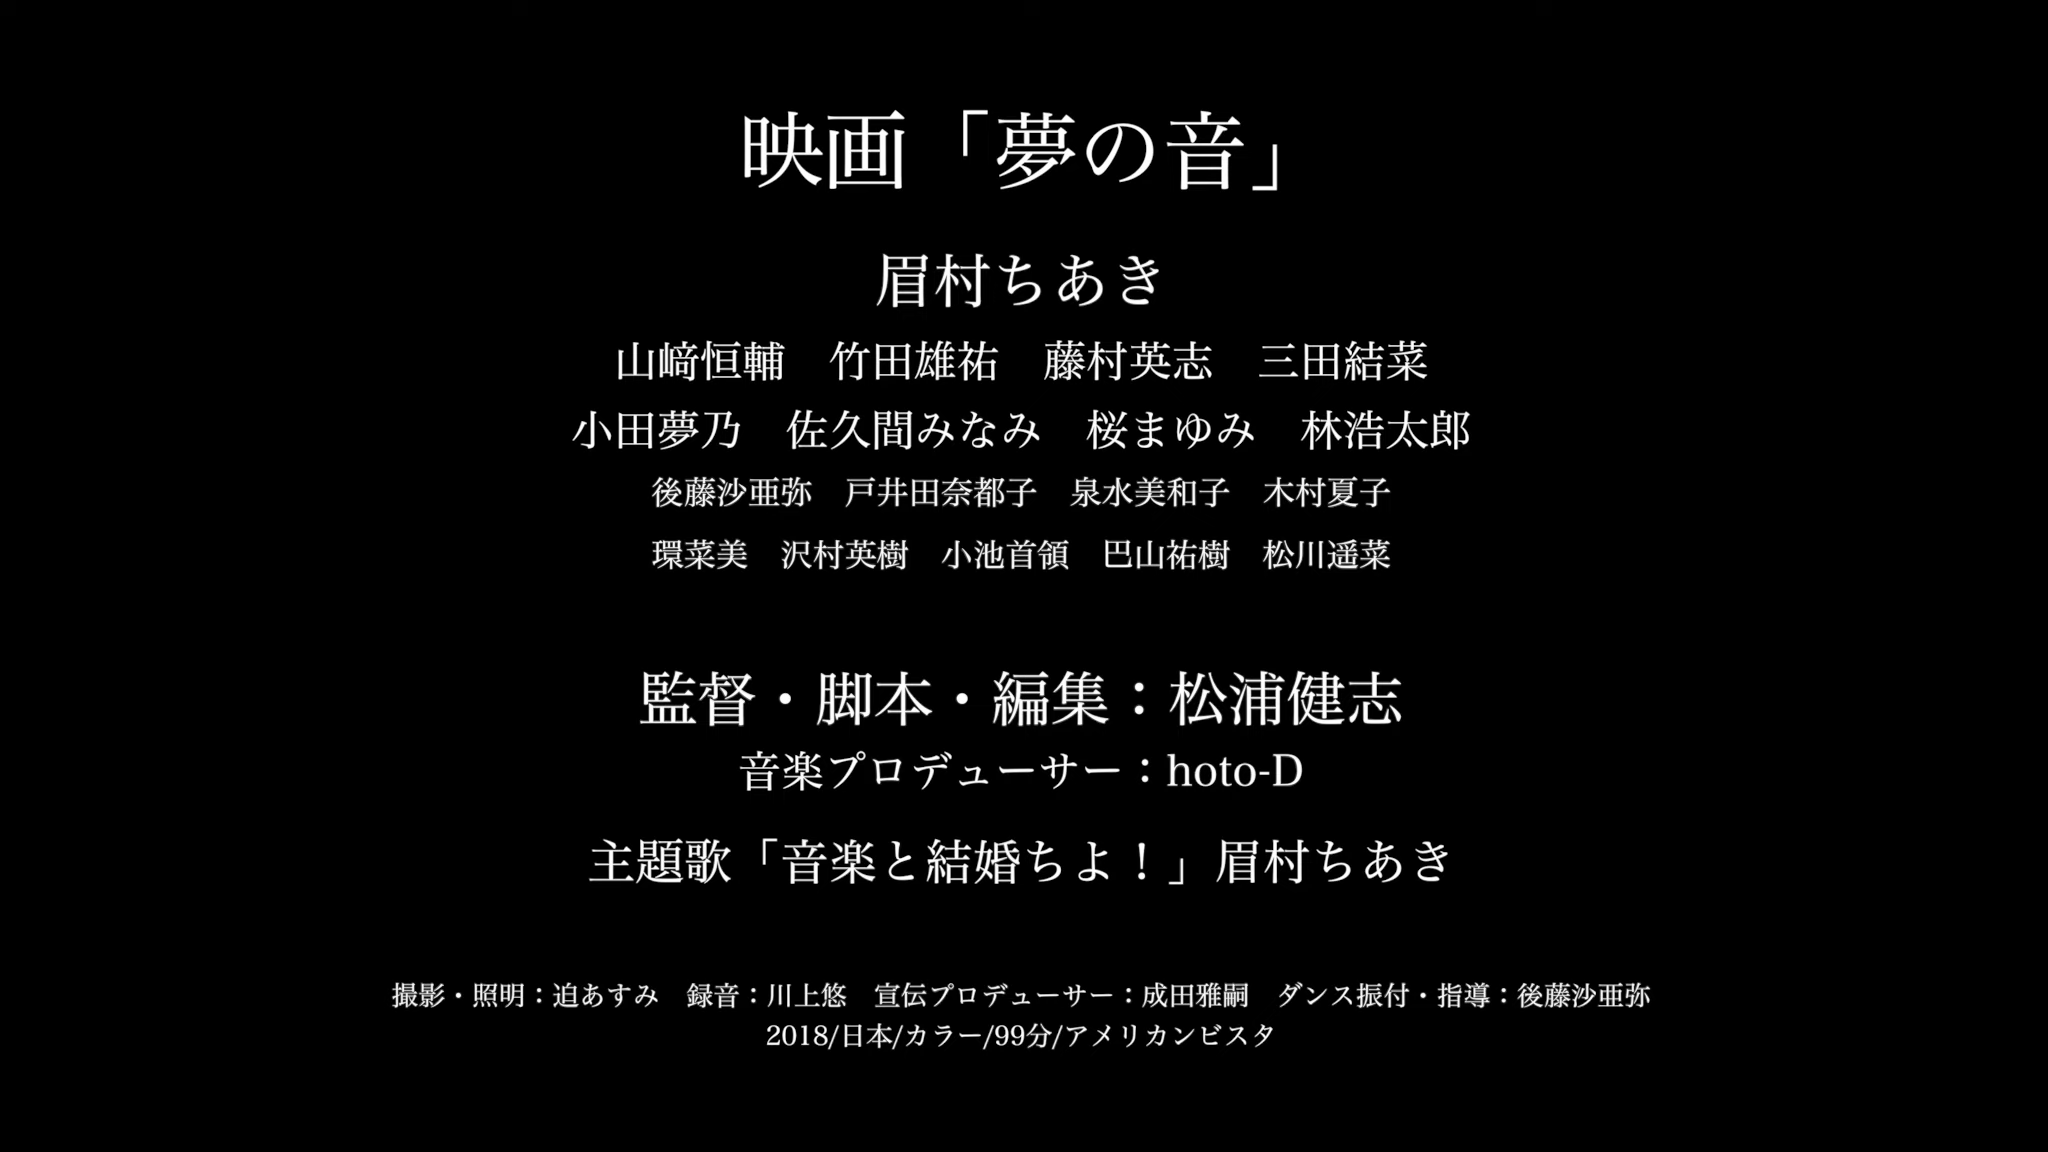 映画「夢の音」
眉村ちあき
山﨑恒輔　竹田雄祐　藤村英志　三田結菜
小田夢乃　佐久間みなみ　桜まゆみ　林浩太郎
後藤沙亜弥　戸井田奈都子　泉水美和子　木村夏子
環菜美　沢村英樹　小池首領　巴山祐樹　松川遥菜
監督・脚本・編集：松浦健志
音楽プロデューサー：hoto-D
主題歌「音楽と結婚ちよ！」眉村ちあき
撮影・照明：迫あすみ　録音：川上悠　宣伝プロデューサー：成田雅嗣　ダンス振付・指導：後藤沙亜弥
2018/日本/カラー/99分/アメリカンビスタ